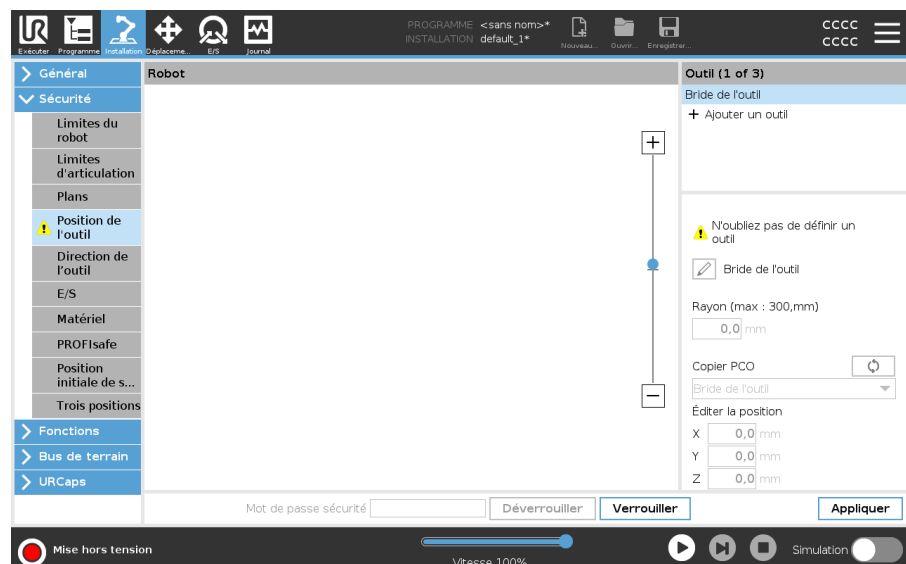 PROGRAMME <sans nom>*
INSTALLATION default_1*
Exécuter
Programme
Installation
Déplaceme...
E/S
Journal
Nouveau...
Ouvrir...
Enregistrer...
CCCC
CCCC
Général
Sécurité
Limites du
robot
Limites
d'articulation
Plans
Position de
l'outil
Direction de
l'outil
E/S
Matériel
PROFIsafe
Position
initiale de s...
Trois positions
Fonctions
Bus de terrain
URCaps
Robot
Outil (1 of 3)
Bride de l'outil
Ajouter un outil
N'oubliez pas de définir un
outil
Bride de l'outil
Rayon (max : 300,mm)
0,0 mm
Copier PCO
Bride de l'outil
Éditer la position
X 0,0 mm
Y 0,0 mm
Z 0,0 mm
Mot de passe sécurité
Déverrouiller
Verrouiller
Appliquer
Mise hors tension
Vitesse 100%
Simulation